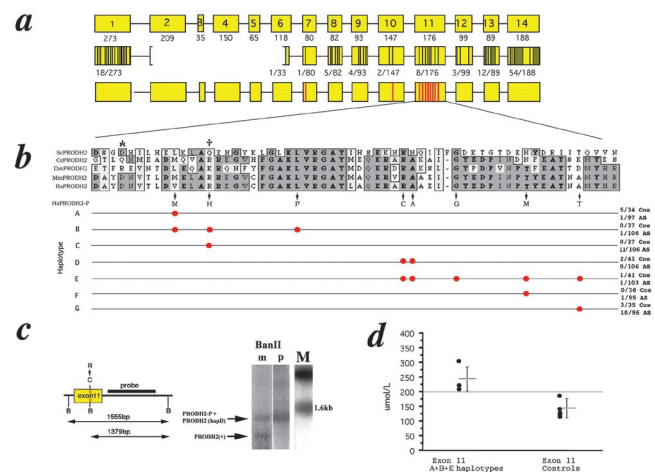 a
1 2 3 4 5 6 7 8 9 10 11 12 13 14
273 209 35 150 65 118 80 82 93 147 176 99 89 188
18/273 1/33 1/80 5/82 4/93 2/147 8/176 3/99 12/89 54/188
b
* †
ScPRODH2
CePRODH2
DmPRODH2
MmPRODH2
HsPRODH2
HsPRODH2-P M H P C A G M T
Haplotype
A 5/34 Cos
1/97 AS
B 0/37 Cos
1/106 AS
C 0/37 Cos
11/106 AS
D 2/41 Cos
0/106 AS
E 1/41 Cos
1/103 AS
F 0/36 Cos
1/95 AS
G 3/35 Cos
10/96 AS
c
BanII
m p M
R
C
exon11
probe
B B B
1555bp
1379bp
PRODH2-P +
PRODH2 (hapD)
PRODH2(+)
1.6kb
d
umol/L
400
350
300
250
200
150
100
50
0
Exon 11
A+B+E haplotypes
Exon 11
Controls